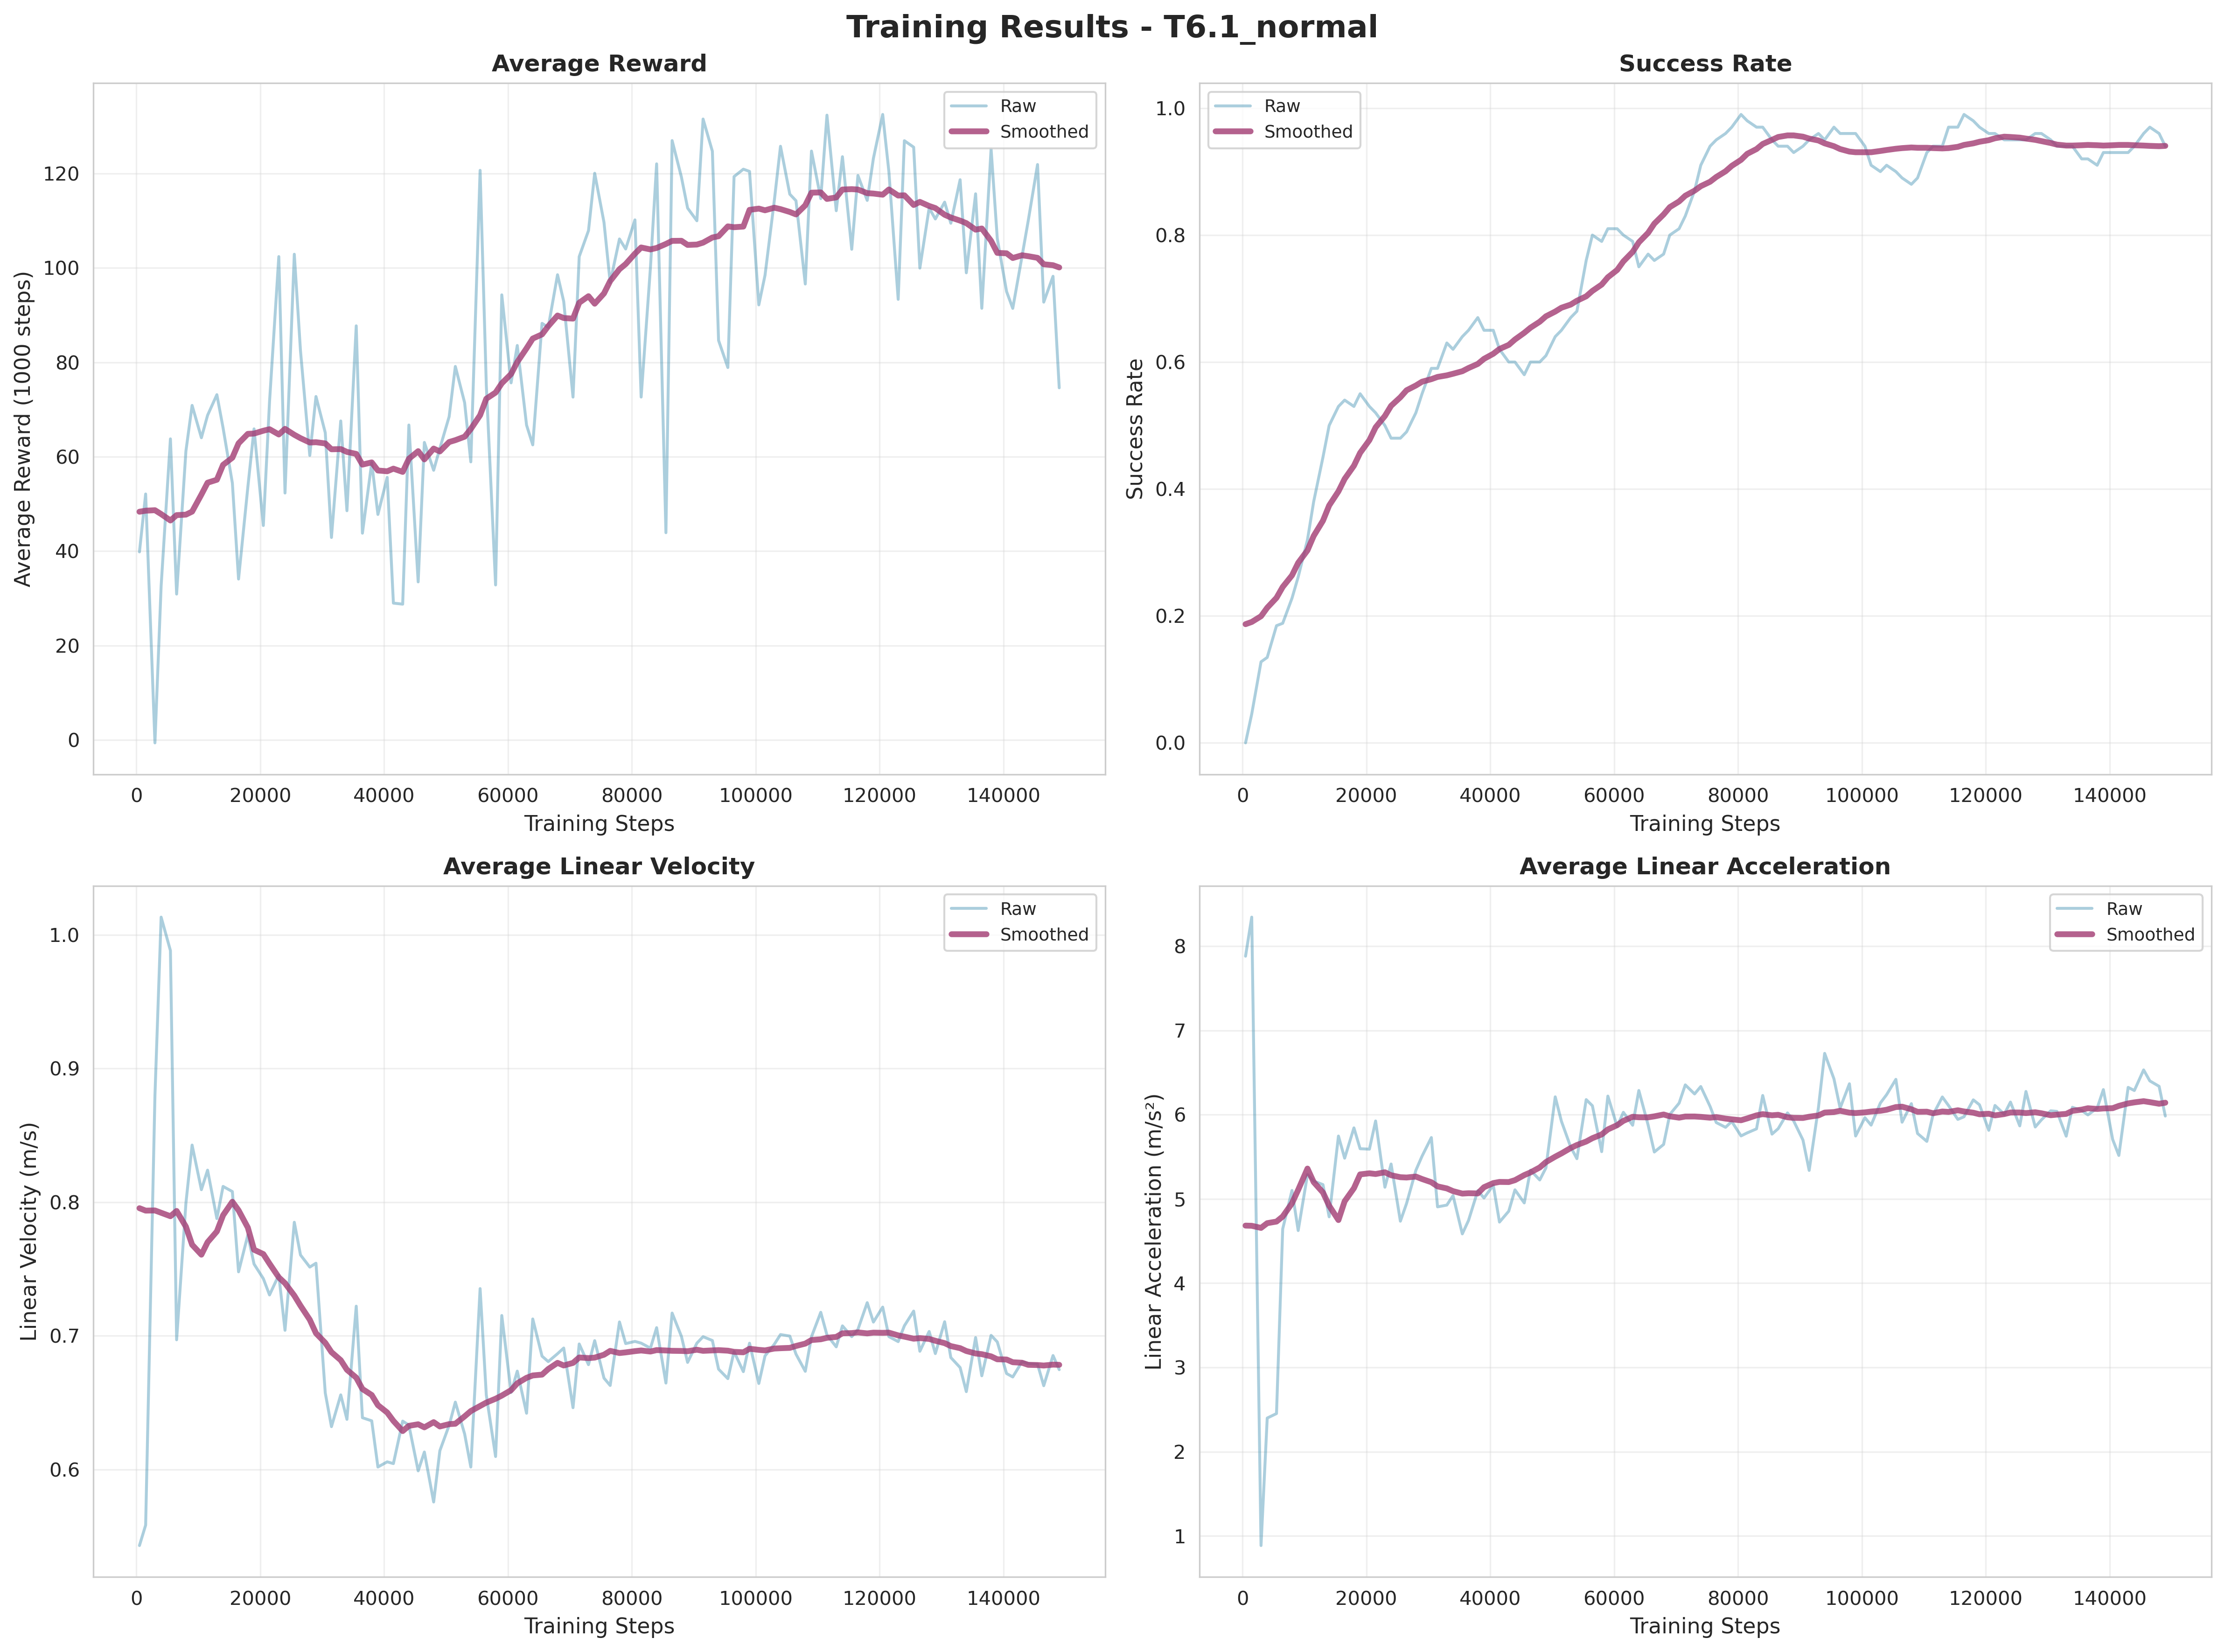 Training Results - T6.1_normal
Average Reward
Raw
Smoothed
Average Reward (1000 steps)
120
100
80
60
40
20
0
0 20000 40000 60000 80000 100000 120000 140000
Training Steps
Success Rate
Raw
Smoothed
Success Rate
1.0
0.8
0.6
0.4
0.2
0.0
0 20000 40000 60000 80000 100000 120000 140000
Training Steps
Average Linear Velocity
Raw
Smoothed
Linear Velocity (m/s)
1.0
0.9
0.8
0.7
0.6
0 20000 40000 60000 80000 100000 120000 140000
Training Steps
Average Linear Acceleration
Raw
Smoothed
Linear Acceleration (m/s²)
8
7
6
5
4
3
2
1
0 20000 40000 60000 80000 100000 120000 140000
Training Steps